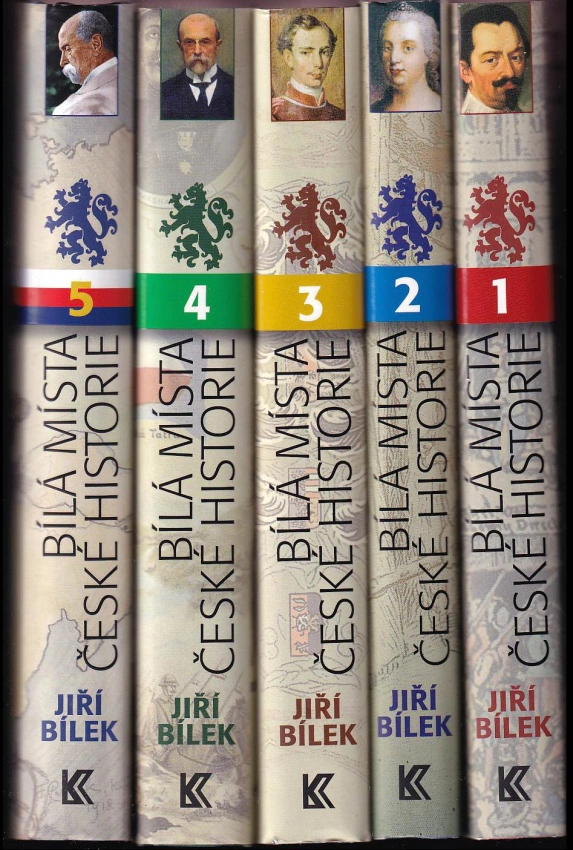 5
BÍLÁ MÍSTA
ČESKÉ HISTORIE
JIŘÍ
BÍLEK
4
BÍLÁ MÍSTA
ČESKÉ HISTORIE
JIŘÍ
BÍLEK
3
BÍLÁ MÍSTA
ČESKÉ HISTORIE
JIŘÍ
BÍLEK
2
BÍLÁ MÍSTA
ČESKÉ HISTORIE
JIŘÍ
BÍLEK
1
BÍLÁ MÍSTA
ČESKÉ HISTORIE
JIŘÍ
BÍLEK